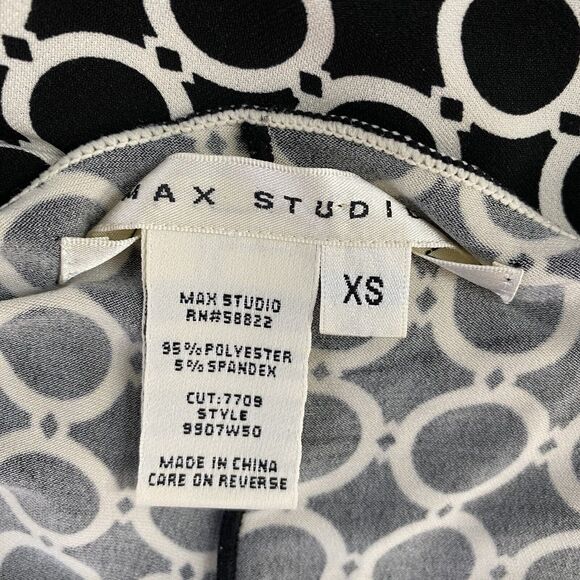 MAX STUDIO
XS
MAX STUDIO
RN#58822
95% POLYESTER
5% SPANDEX
CUT:7709
STYLE
9907W50
MADE IN CHINA
CARE ON REVERSE